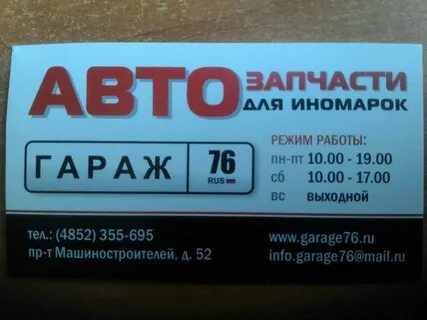 АВТО ЗАПЧАСТИ
ДЛЯ ИНОМАРОК
ГАРАЖ 76
RUS
РЕЖИМ РАБОТЫ:
пн-пт 10.00 - 19.00
сб 10.00 - 17.00
вс выходной
тел.: (4852) 355-695
пр-т Машиностроителей, д. 52
www.garage76.ru
info.garage76@mail.ru